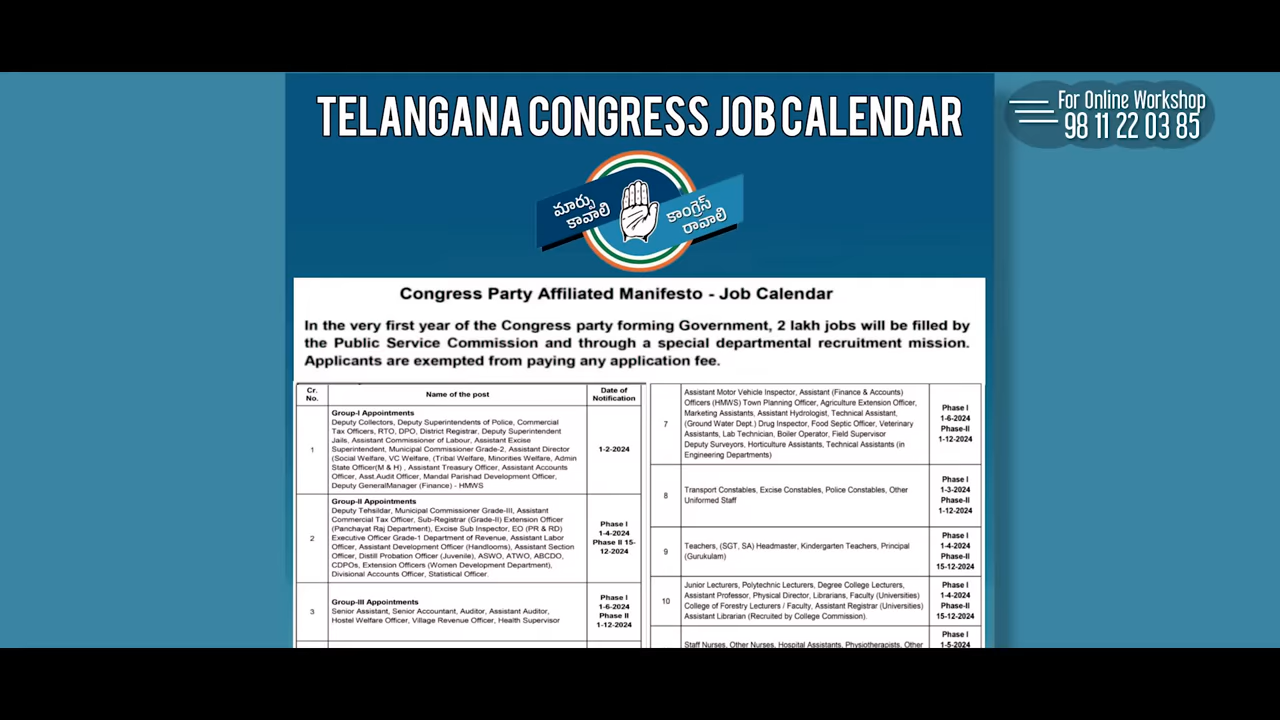 TELANGANA CONGRESS JOB CALENDAR
For Online Workshop
98 11 22 03 85
మార్పు
కావాలి
కాంగ్రెస్
రావాలి
Congress Party Affiliated Manifesto - Job Calendar
In the very first year of the Congress party forming Government, 2 lakh jobs will be filled by
the Public Service Commission and through a special departmental recruitment mission.
Applicants are exempted from paying any application fee.
Cr.
No.
Name of the post
Date of
Notification
1
Group-I Appointments
Deputy Collectors, Deputy Superintendents of Police, Commercial
Tax Officers, RTO, DPO, District Registrar, Deputy Superintendent
Jails, Assistant Commissioner of Labour, Assistant Excise
Superintendent, Municipal Commissioner Grade-2, Assistant Director
(Social Welfare, VC Welfare, (Tribal Welfare, Minorities Welfare, Admin
State Officer(M & H) , Assistant Treasury Officer, Assistant Accounts
Officer, Asst.Audit Officer, Mandal Parishad Development Officer,
Deputy GeneralManager (Finance) - HMWS
1-2-2024
2
Group-II Appointments
Deputy Tehsildar, Municipal Commissioner Grade-III, Assistant
Commercial Tax Officer, Sub-Registrar (Grade-II) Extension Officer
(Panchayat Raj Department), Excise Sub Inspector, EO (PR & RD)
Executive Officer Grade-1 Department of Revenue, Assistant Labor
Officer, Assistant Development Officer (Handlooms), Assistant Section
Officer, Distill Probation Officer (Juvenile), ASWO, ATWO, ABCDO,
CDPOs, Extension Officers (Women Development Department),
Divisional Accounts Officer, Statistical Officer.
Phase I
1-4-2024
Phase II 15-
12-2024
3
Group-III Appointments
Senior Assistant, Senior Accountant, Auditor, Assistant Auditor,
Hostel Welfare Officer, Village Revenue Officer, Health Supervisor
Phase I
1-6-2024
Phase II
1-12-2024
7
Assistant Motor Vehicle Inspector, Assistant (Finance & Accounts)
Officers (HMWS) Town Planning Officer, Agriculture Extension Officer,
Marketing Assistants, Assistant Hydrologist, Technical Assistant,
(Ground Water Dept.) Drug Inspector, Food Septic Officer, Veterinary
Assistants, Lab Technician, Boiler Operator, Field Supervisor
Deputy Surveyors, Horticulture Assistants, Technical Assistants (in
Engineering Departments)
Phase I
1-6-2024
Phase-II
1-12-2024
8
Transport Constables, Excise Constables, Police Constables, Other
Uniformed Staff
Phase I
1-3-2024
Phase-II
1-12-2024
9
Teachers, (SGT, SA) Headmaster, Kindergarten Teachers, Principal
(Gurukulam)
Phase I
1-4-2024
Phase-II
15-12-2024
10
Junior Lecturers, Polytechnic Lecturers, Degree College Lecturers,
Assistant Professor, Physical Director, Librarians, Faculty (Universities)
College of Forestry Lecturers / Faculty, Assistant Registrar (Universities)
Assistant Librarian (Recruited by College Commission).
Phase I
1-4-2024
Phase-II
15-12-2024
Staff Nurses, Other Nurses, Hospital Assistants, Physiotherapists, Other
Phase I
1-5-2024